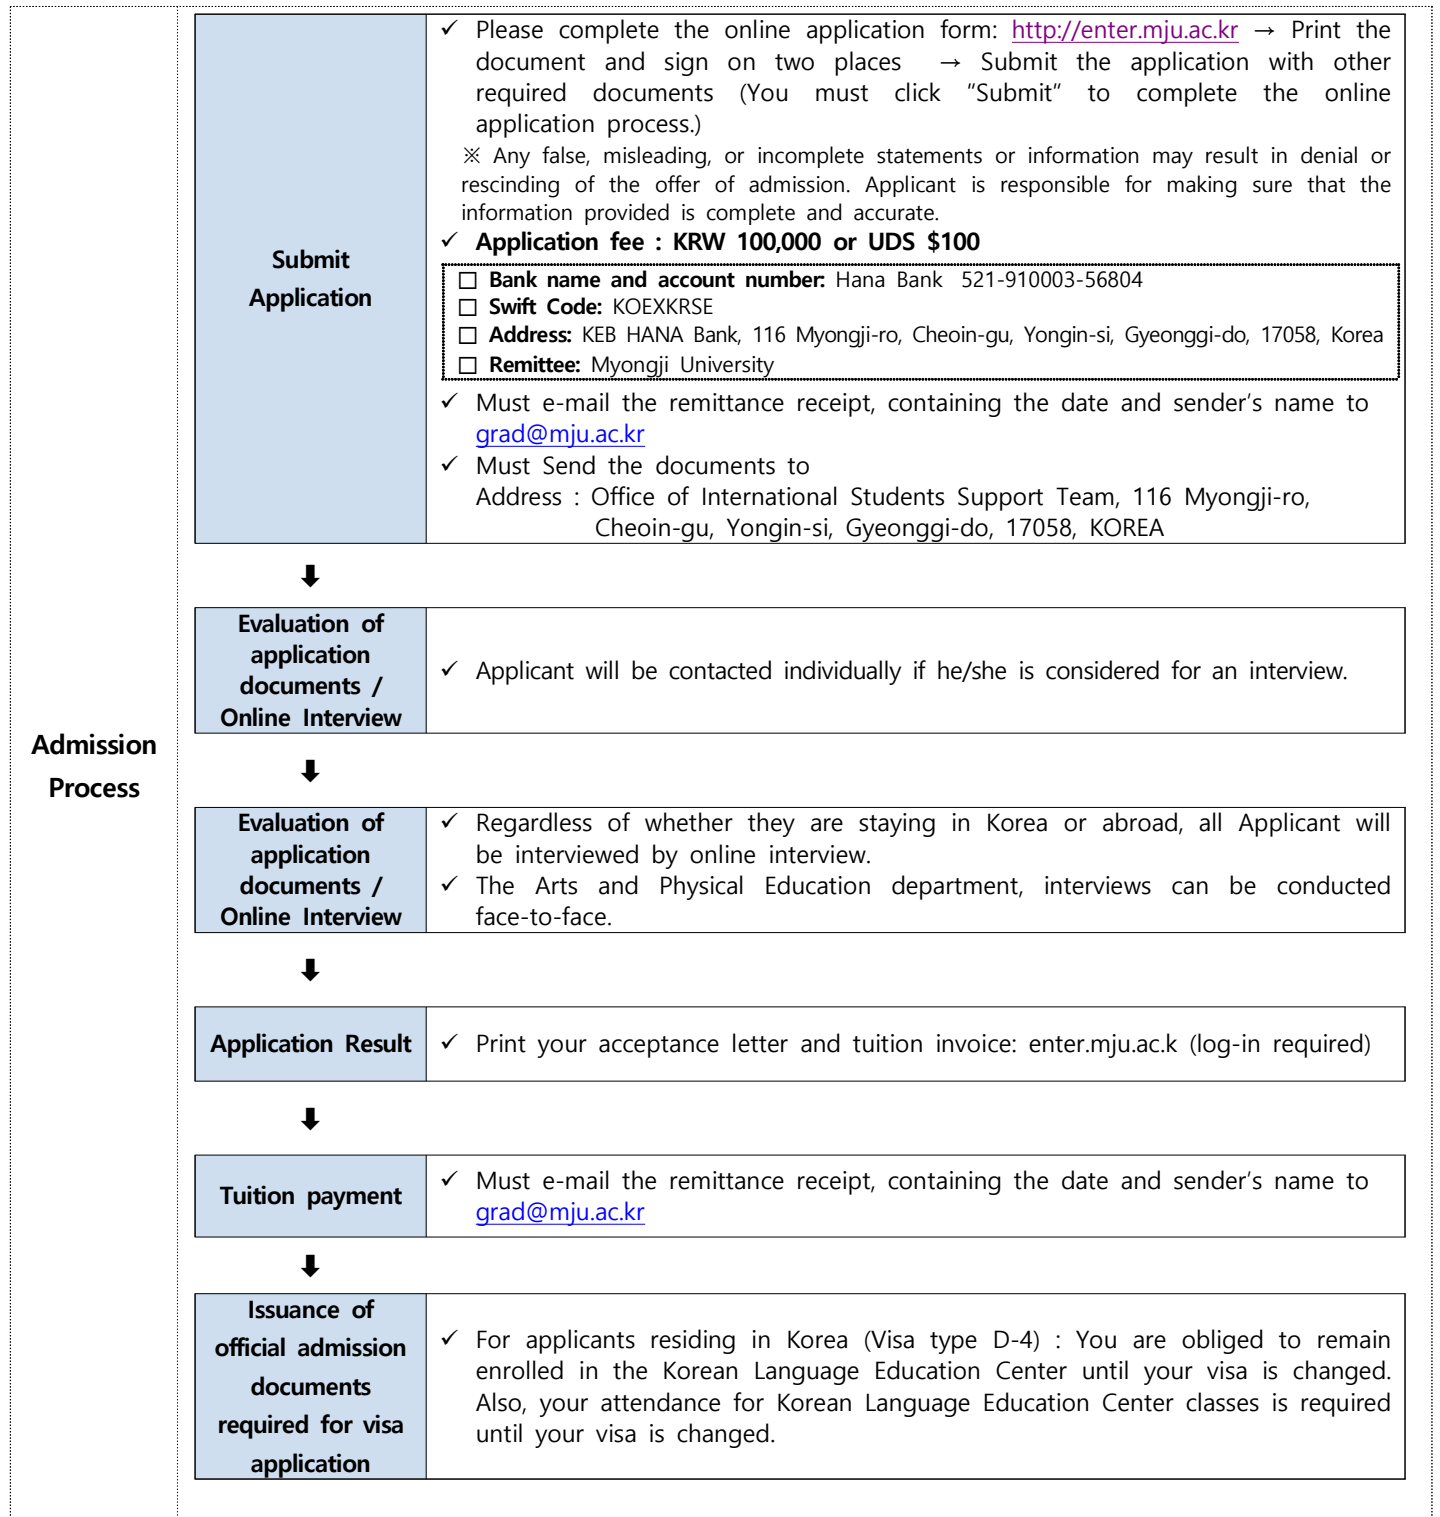 Admission
Process
Submit
Application
✓ Please complete the online application form: http://enter.mju.ac.kr → Print the
document and sign on two places → Submit the application with other
required documents (You must click “Submit” to complete the online
application process.)
※ Any false, misleading, or incomplete statements or information may result in denial or
rescinding of the offer of admission. Applicant is responsible for making sure that the
information provided is complete and accurate.
✓ Application fee : KRW 100,000 or UDS $100
□ Bank name and account number: Hana Bank 521-910003-56804
□ Swift Code: KOEXKRSE
□ Address: KEB HANA Bank, 116 Myongji-ro, Cheoin-gu, Yongin-si, Gyeonggi-do, 17058, Korea
□ Remittee: Myongji University
✓ Must e-mail the remittance receipt, containing the date and sender’s name to
grad@mju.ac.kr
✓ Must Send the documents to
Address : Office of International Students Support Team, 116 Myongji-ro,
Cheoin-gu, Yongin-si, Gyeonggi-do, 17058, KOREA
⬇
Evaluation of
application
documents /
Online Interview
✓ Applicant will be contacted individually if he/she is considered for an interview.
⬇
Evaluation of
application
documents /
Online Interview
✓ Regardless of whether they are staying in Korea or abroad, all Applicant will
be interviewed by online interview.
✓ The Arts and Physical Education department, interviews can be conducted
face-to-face.
⬇
Application Result
✓ Print your acceptance letter and tuition invoice: enter.mju.ac.k (log-in required)
⬇
Tuition payment
✓ Must e-mail the remittance receipt, containing the date and sender’s name to
grad@mju.ac.kr
⬇
Issuance of
official admission
documents
required for visa
application
✓ For applicants residing in Korea (Visa type D-4) : You are obliged to remain
enrolled in the Korean Language Education Center until your visa is changed.
Also, your attendance for Korean Language Education Center classes is required
until your visa is changed.